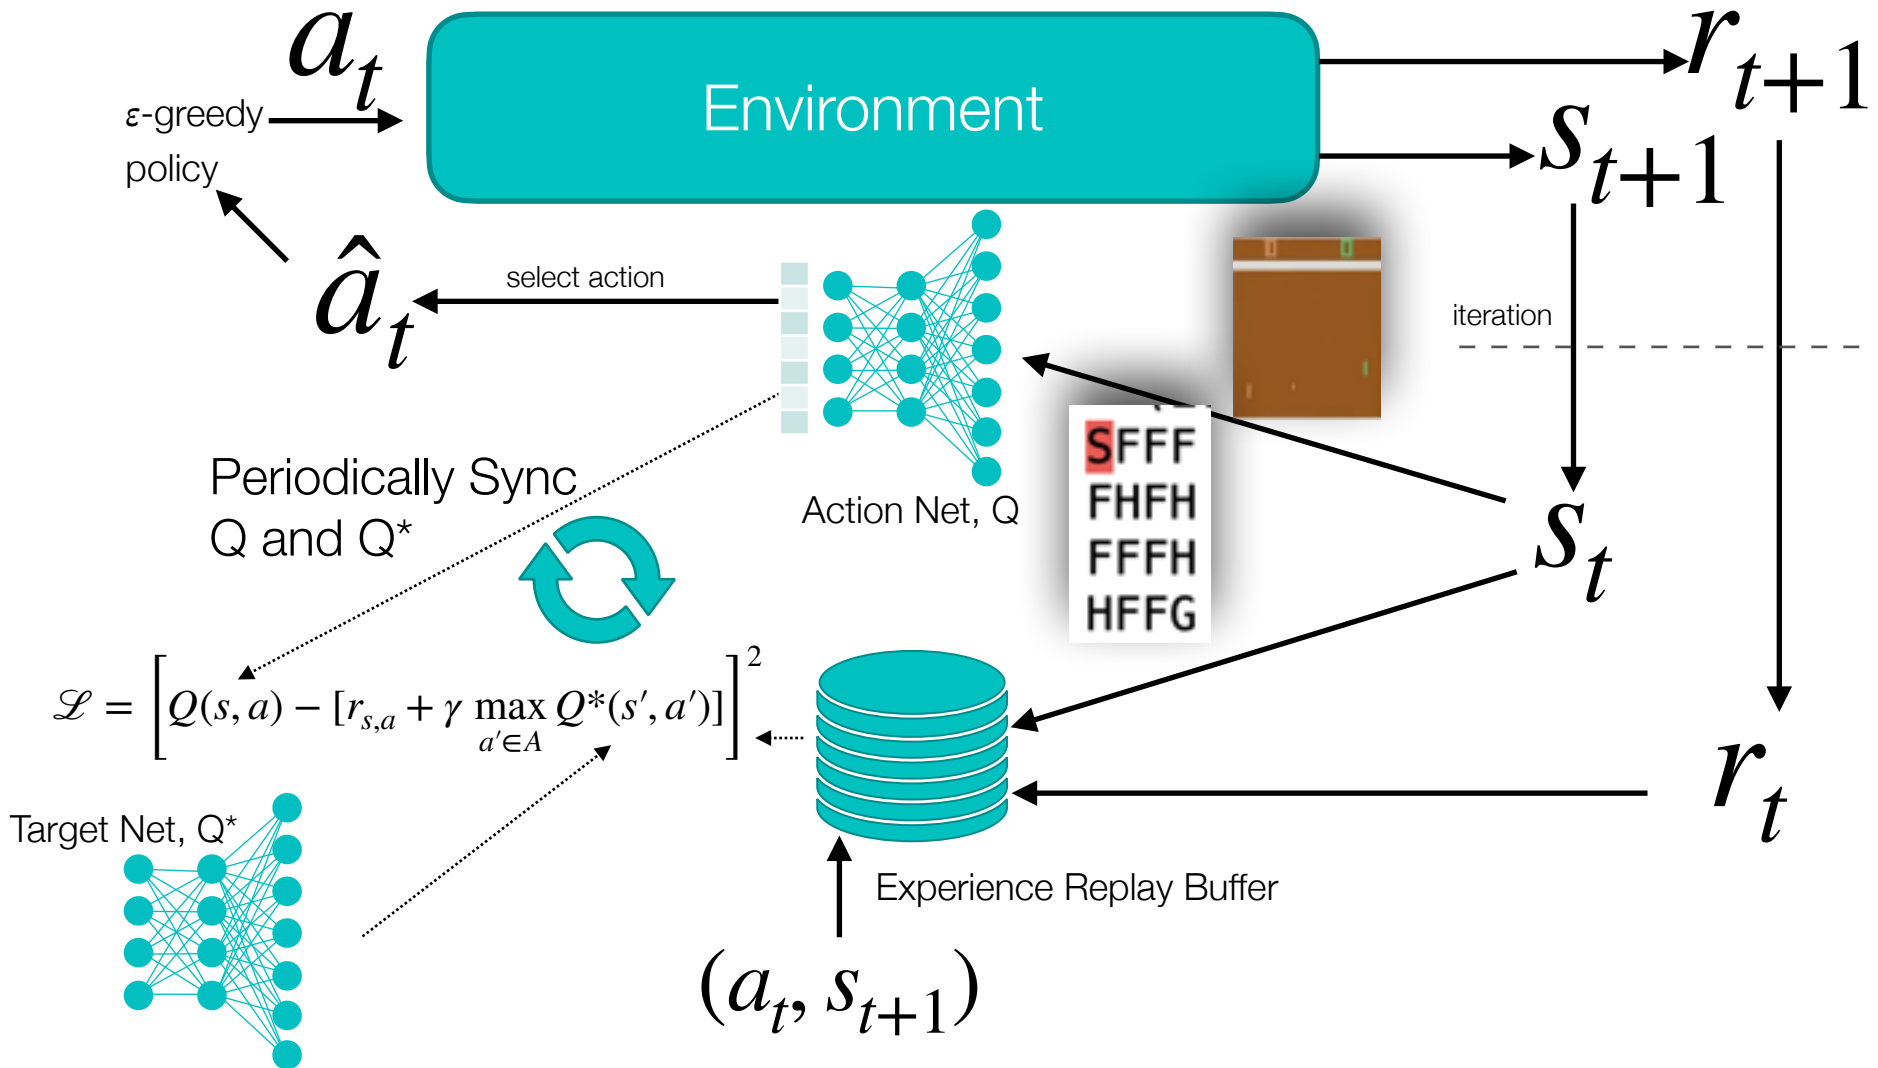 a_t
Environment
r_{t+1}
ε-greedy
policy
s_{t+1}
â_t
select action
iteration
SFFF
FHFH
FFFH
HFFG
Periodically Sync
Q and Q*
Action Net, Q
s_t
ℒ = [Q(s, a) − [r_{s,a} + γ max_{a′∈A} Q*(s′, a′)]]^2
r_t
Target Net, Q*
Experience Replay Buffer
(a_t, s_{t+1})